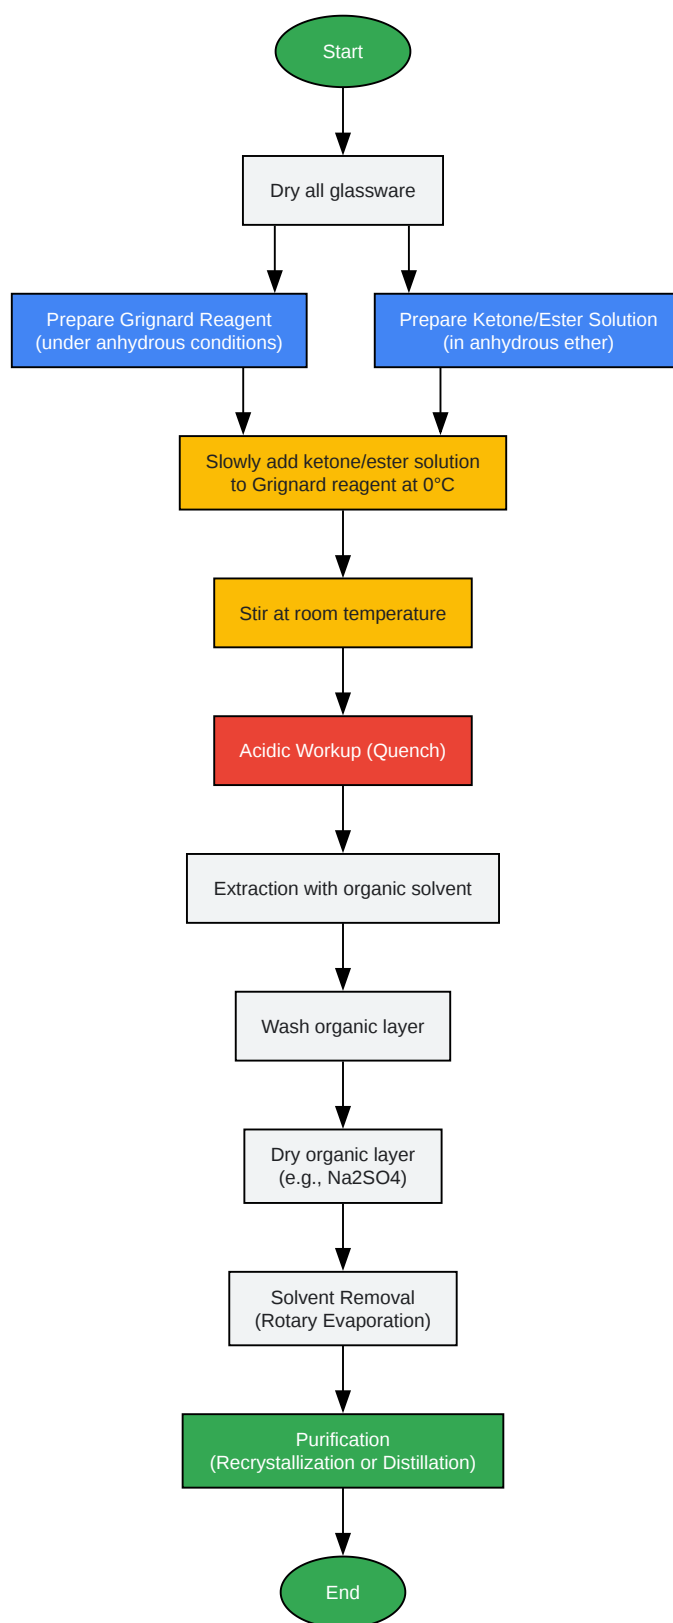 Start
Dry all glassware
Prepare Grignard Reagent
(under anhydrous conditions)
Prepare Ketone/Ester Solution
(in anhydrous ether)
Slowly add ketone/ester solution
to Grignard reagent at 0°C
Stir at room temperature
Acidic Workup (Quench)
Extraction with organic solvent
Wash organic layer
Dry organic layer
(e.g., Na2SO4)
Solvent Removal
(Rotary Evaporation)
Purification
(Recrystallization or Distillation)
End